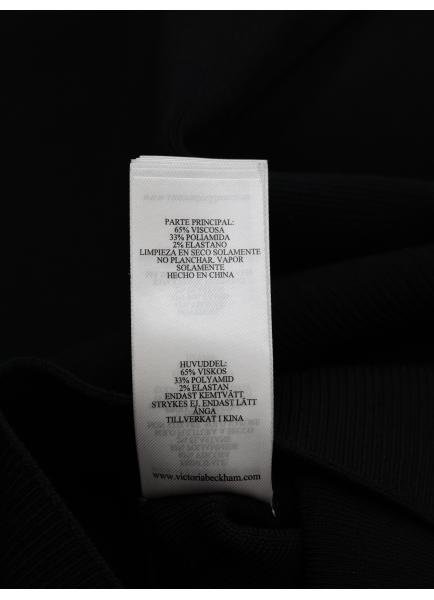 PARTE PRINCIPAL:
65% VISCOSA
33% POLIAMIDA
2% ELASTANO
LIMPIEZA EN SECO SOLAMENTE
NO PLANCHAR, VAPOR
SOLAMENTE
HECHO EN CHINA
HUVUDDEL:
65% VISKOS
33% POLYAMID
2% ELASTAN
ENDAST KEMTVÄTT
STRYKES EJ, ENDAST LÄTT
ÅNGA
TILLVERKAT I KINA
www.victoriabeckham.com